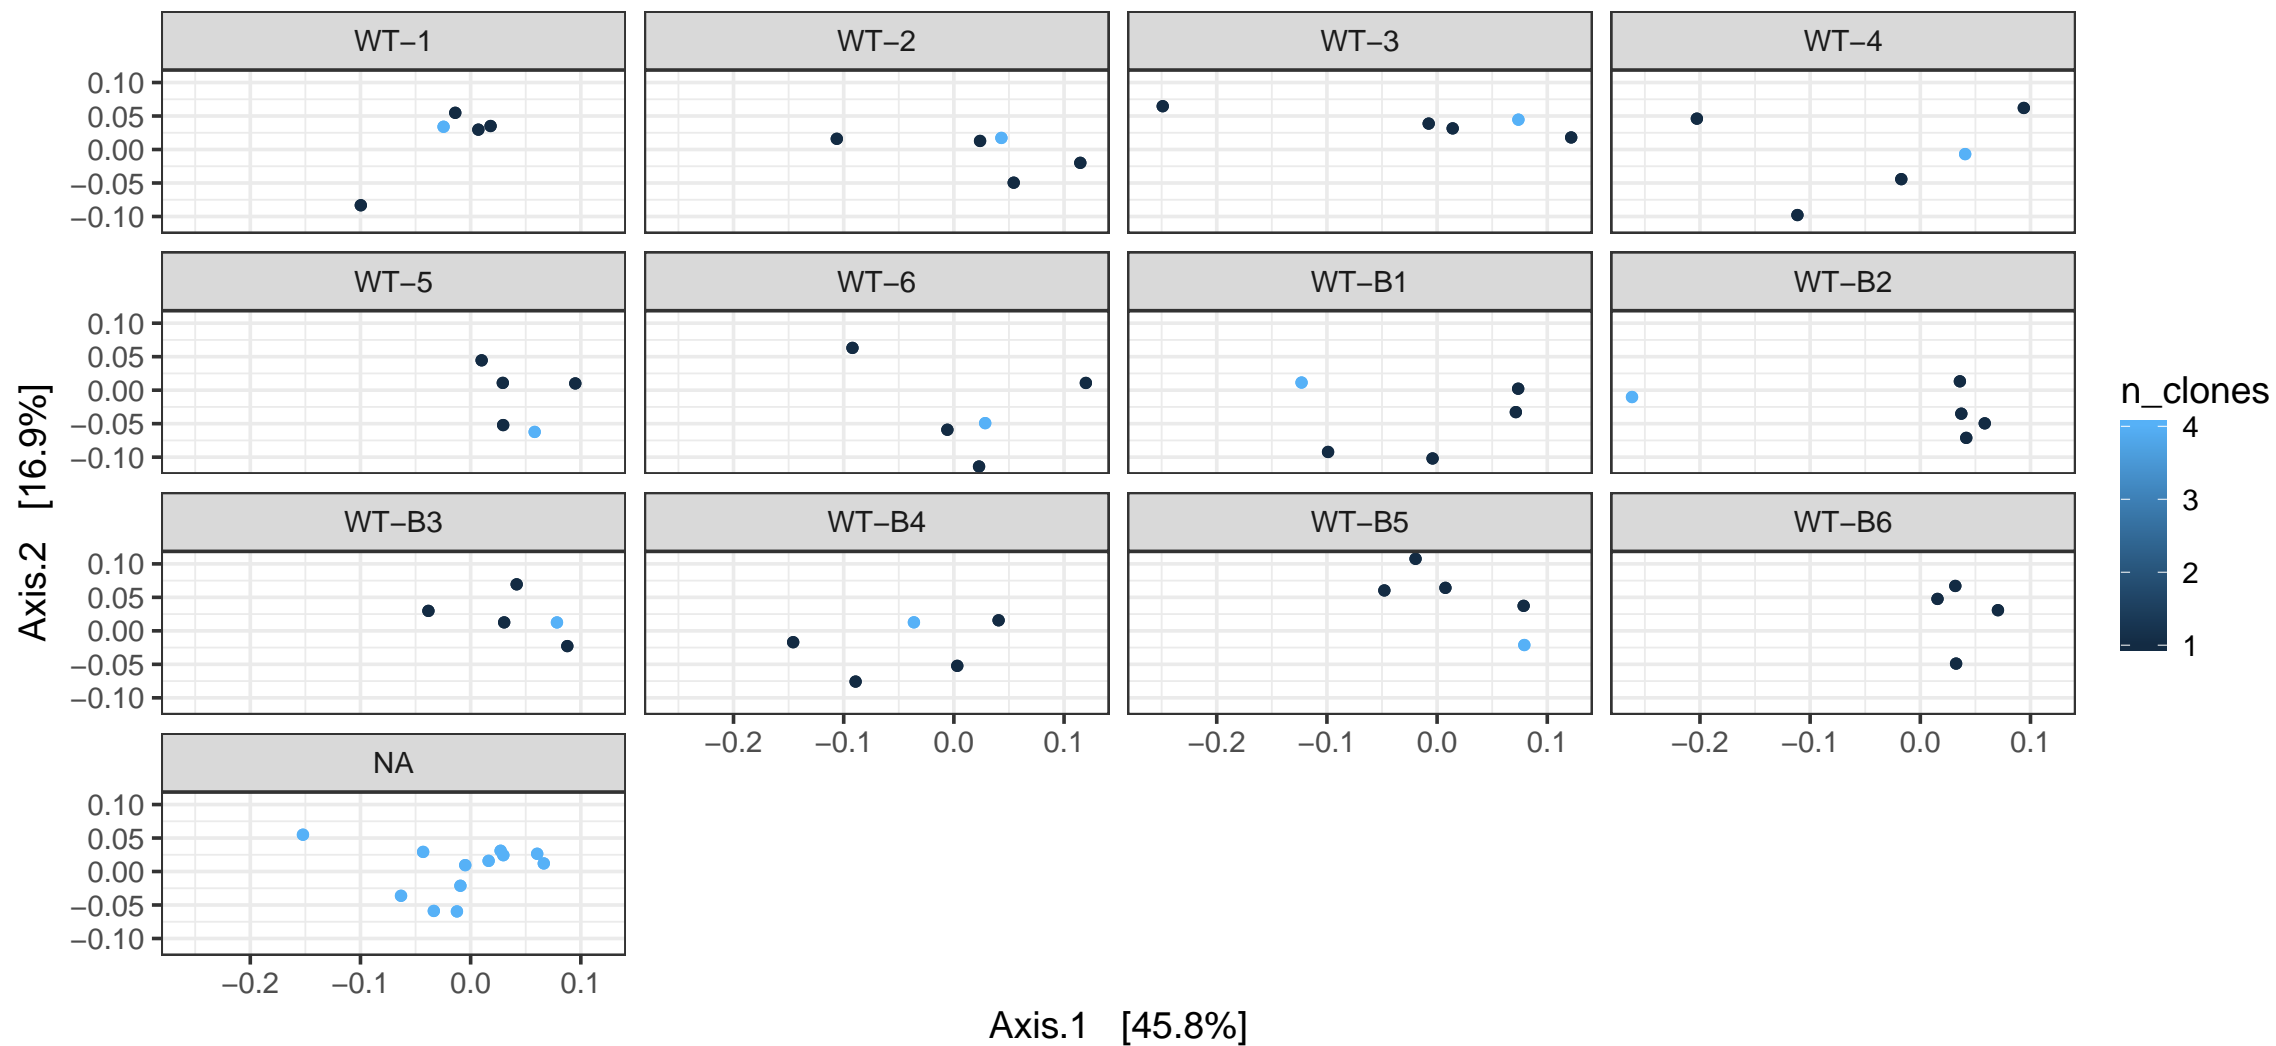 WT−1 WT−2 WT−3 WT−4
0.10
0.05
0.00
−0.05
−0.10
WT−5 WT−6 WT−B1 WT−B2
0.10
0.05
0.00
−0.05
−0.10
WT−B3 WT−B4 WT−B5 WT−B6
0.10
0.05
0.00
−0.05
−0.10
−0.2 −0.1 0.0 0.1 −0.2 −0.1 0.0 0.1 −0.2 −0.1 0.0 0.1
NA
0.10
0.05
0.00
−0.05
−0.10
−0.2 −0.1 0.0 0.1
Axis.1 [45.8%]
Axis.2 [16.9%]
n_clones
4
3
2
1